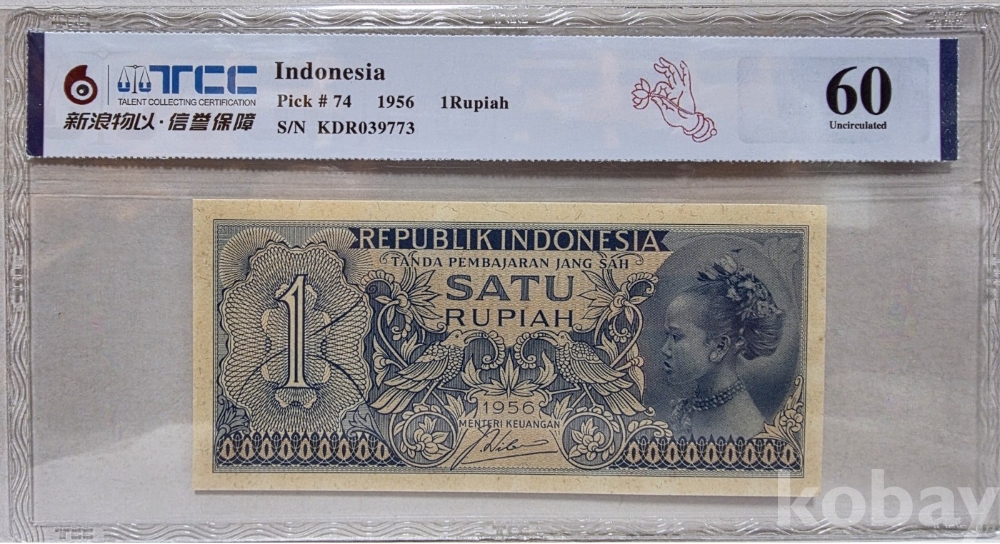 TCC
TALENT COLLECTING CERTIFICATION
新浪物以·信誉保障
Indonesia
Pick # 74 1956 1Rupiah
S/N KDR039773
60
Uncirculated
REPUBLIK INDONESIA
TANDA PEMBAJARAN JANG SAH
1
SATU
RUPIAH
1956
MENTERI KEUANGAN
kobay